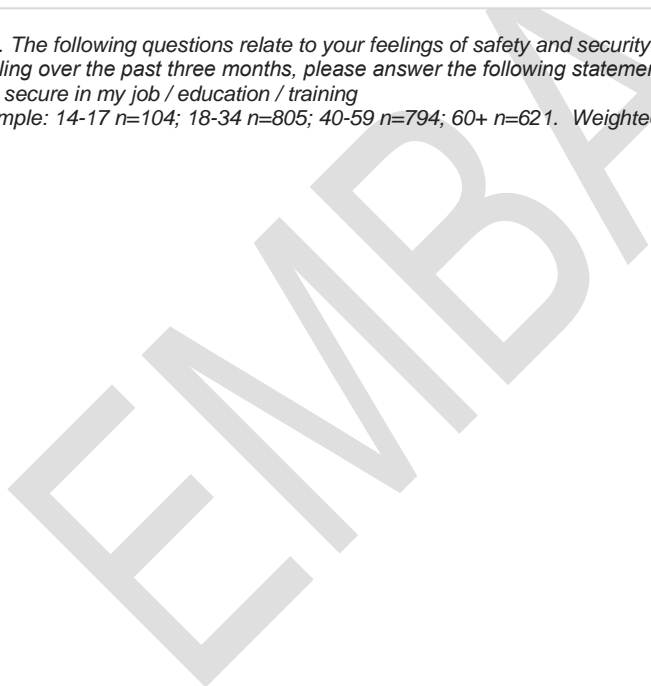 . The following questions relate to your feelings of safety and security
ling over the past three months, please answer the following statemen
secure in my job / education / training
mple: 14-17 n=104; 18-34 n=805; 40-59 n=794; 60+ n=621. Weighted
EMBA